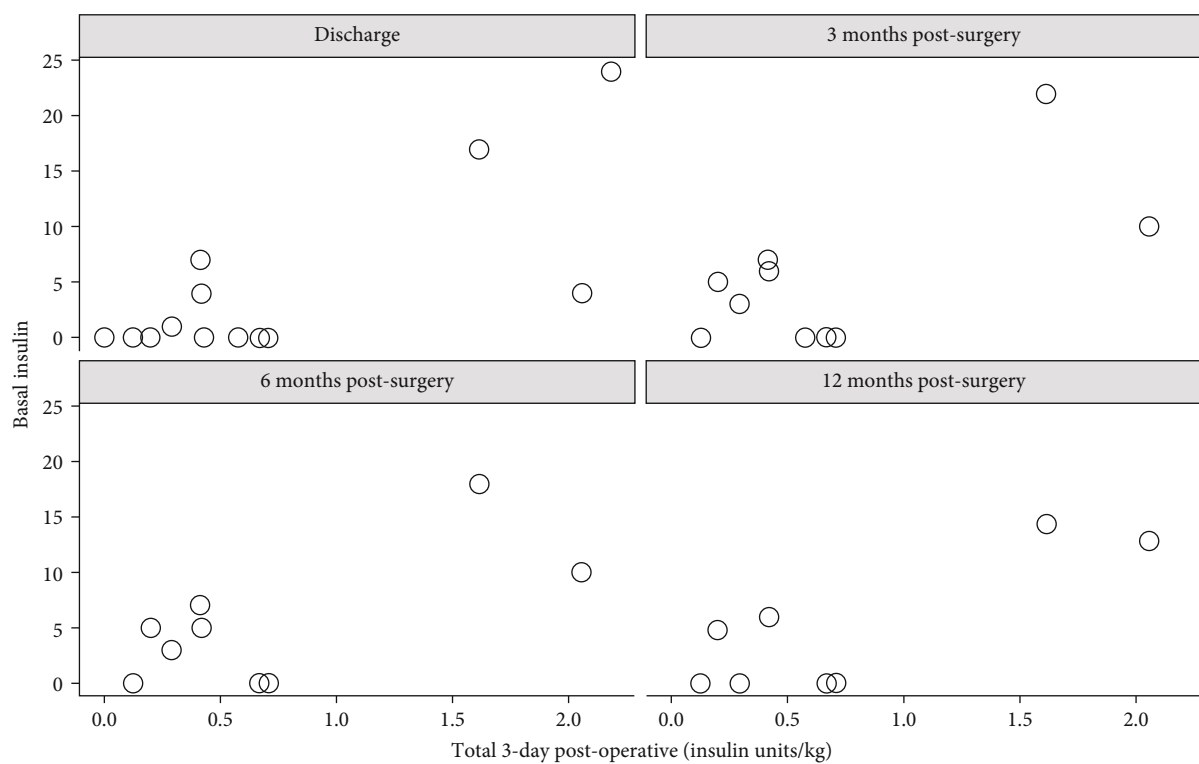 Discharge
3 months post-surgery
25
20
15
10
5
0
6 months post-surgery
12 months post-surgery
25
20
15
10
5
0
0.0 0.5 1.0 1.5 2.0
0.0 0.5 1.0 1.5 2.0
Basal insulin
Total 3-day post-operative (insulin units/kg)